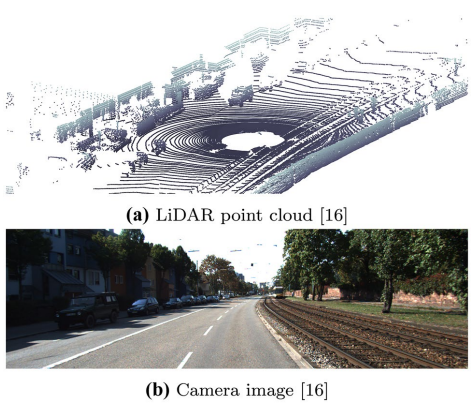 (a) LiDAR point cloud [16]
(b) Camera image [16]